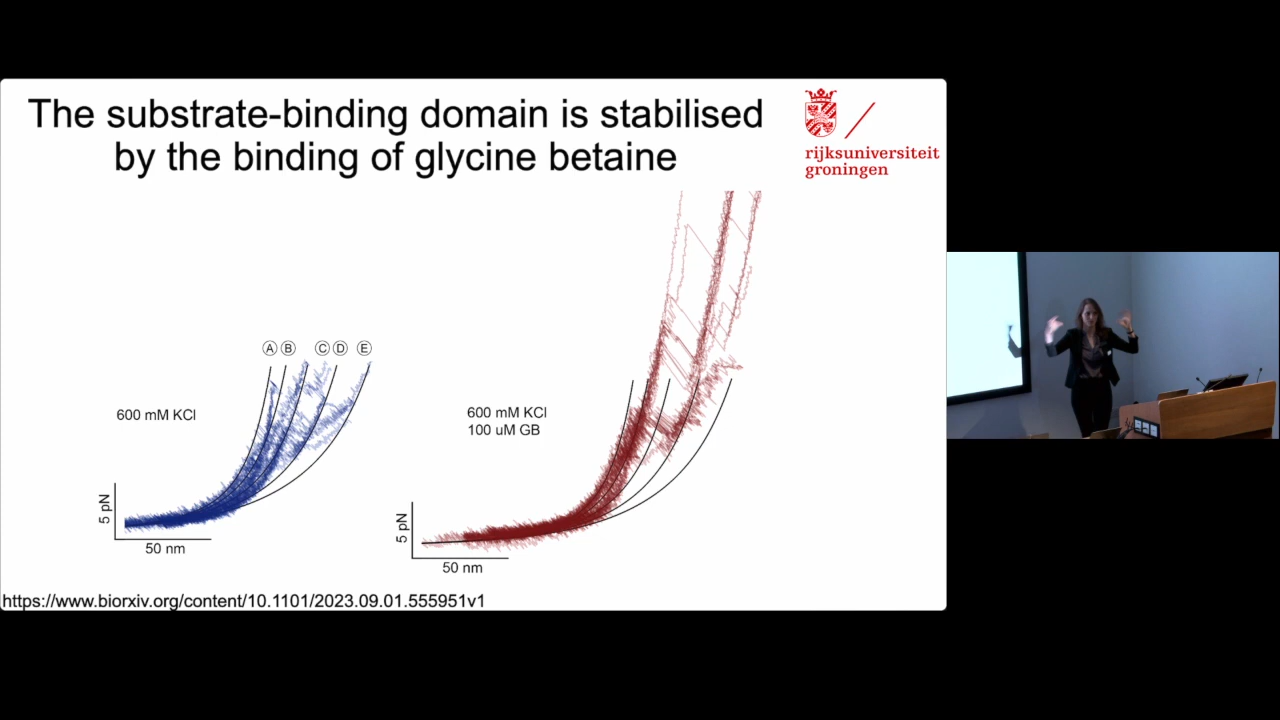 The substrate-binding domain is stabilised
by the binding of glycine betaine
rijksuniversiteit
groningen
A B C D E
600 mM KCl
5 pN
50 nm
600 mM KCl
100 uM GB
5 pN
50 nm
https://www.biorxiv.org/content/10.1101/2023.09.01.555951v1